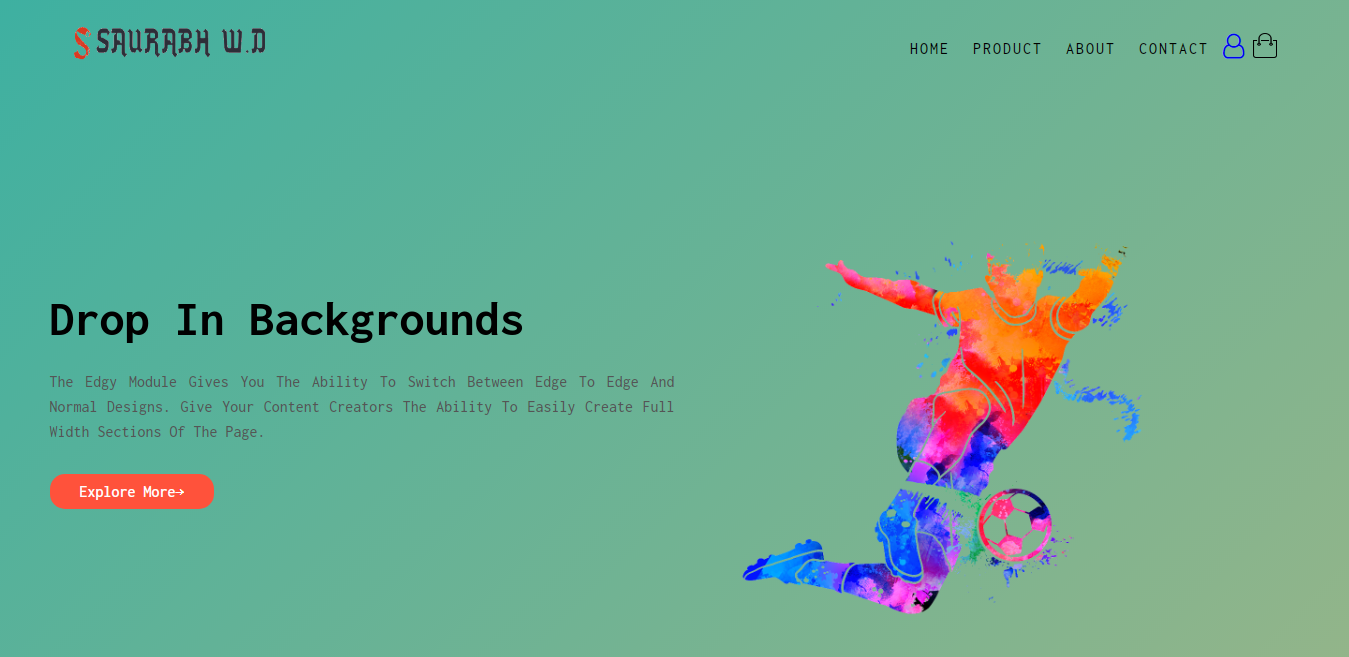 SAURABH W.D
HOME PRODUCT ABOUT CONTACT
Drop In Backgrounds
The Edgy Module Gives You The Ability To Switch Between Edge To Edge And
Normal Designs. Give Your Content Creators The Ability To Easily Create Full
Width Sections Of The Page.
Explore More→